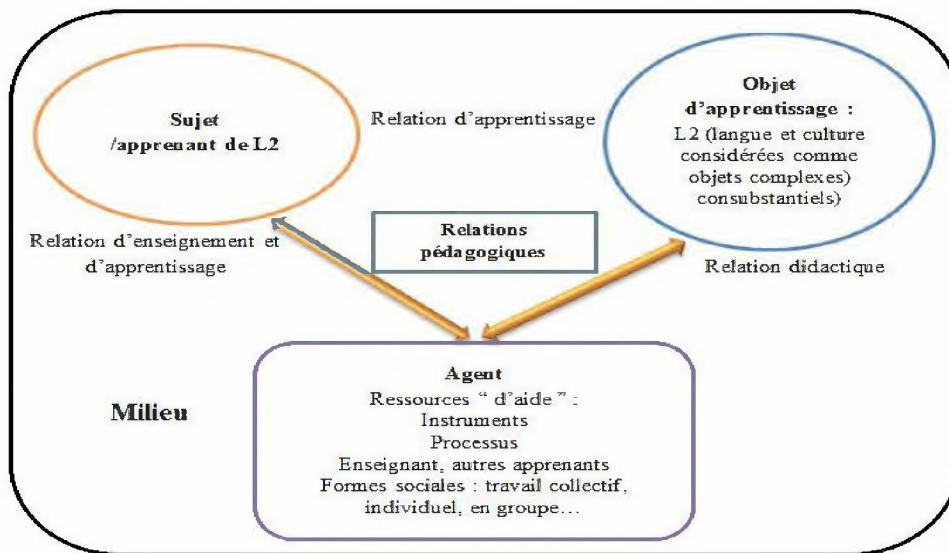 Sujet
/apprenant de L2
Relation d’apprentissage
Objet
d’apprentissage :
L2 (langue et culture
considérées comme
objets complexes)
consubstantiels)
Relation d’enseignement et
d’apprentissage
Relations
pédagogiques
Relation didactique
Milieu
Agent
Ressources “ d’aide ” :
Instruments
Processus
Enseignant, autres apprenants
Formes sociales : travail collectif,
individuel, en groupe…